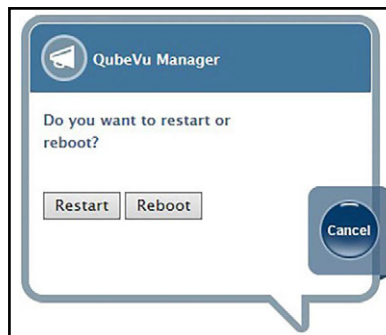 QubeVu Manager
Do you want to restart or
reboot?
Restart Reboot
Cancel